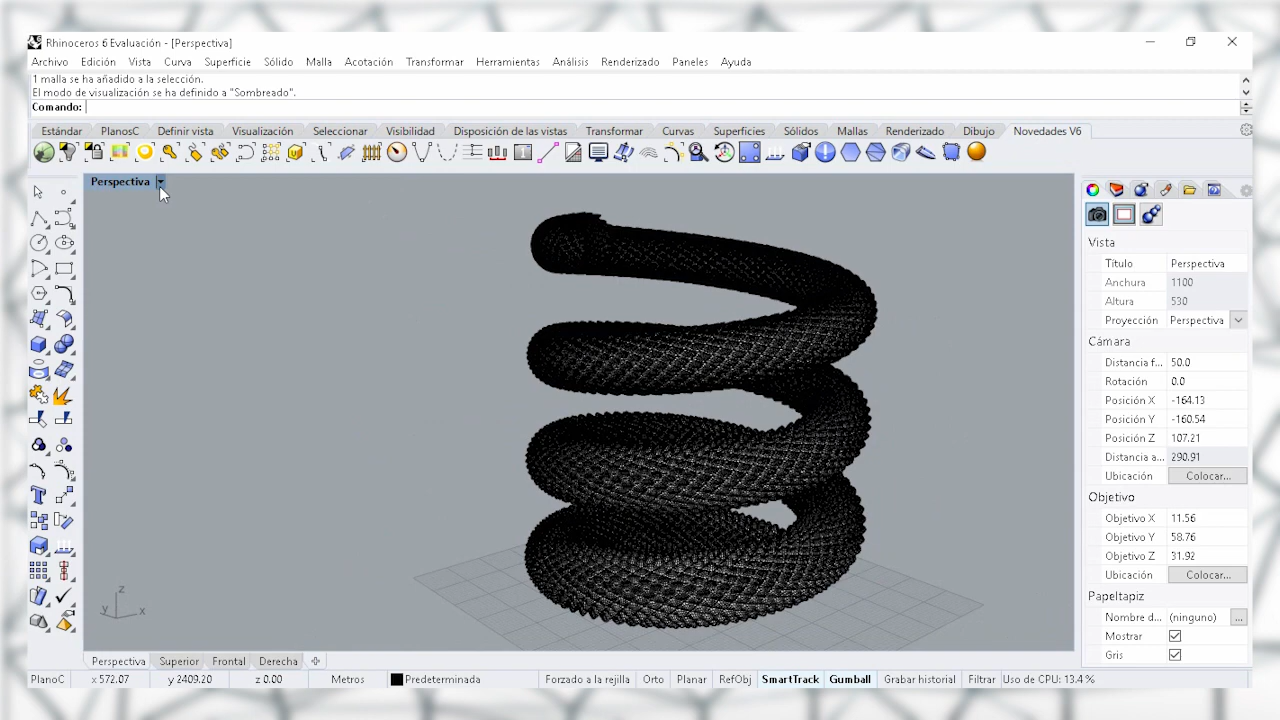 Rhinoceros 6 Evaluación - [Perspectiva]
Archivo Edición Vista Curva Superficie Sólido Malla Acotación Transformar Herramientas Análisis Renderizado Paneles Ayuda
1 malla se ha añadido a la selección.
El modo de visualización se ha definido a "Sombreado".
Comando:
Estándar PlanosC Definir vista Visualización Seleccionar Visibilidad Disposición de las vistas Transformar Curvas Superficies Sólidos Mallas Renderizado Dibujo Novedades V6
Perspectiva
Vista
Título Perspectiva
Anchura 1100
Altura 530
Proyección Perspectiva
Cámara
Distancia f... 50.0
Rotación 0.0
Posición X -164.13
Posición Y -160.54
Posición Z 107.21
Distancia a... 290.91
Ubicación Colocar...
Objetivo
Objetivo X 11.56
Objetivo Y 58.76
Objetivo Z 31.92
Ubicación Colocar...
Papeltapiz
Nombre d... (ninguno) ...
Mostrar
Gris
z
y x
Perspectiva Superior Frontal Derecha
PlanoC x 572.07 y 2409.20 z 0.00 Metros Predeterminada Forzado a la rejilla Orto Planar RefObj SmartTrack Gumball Grabar historial Filtrar Uso de CPU: 13.4 %